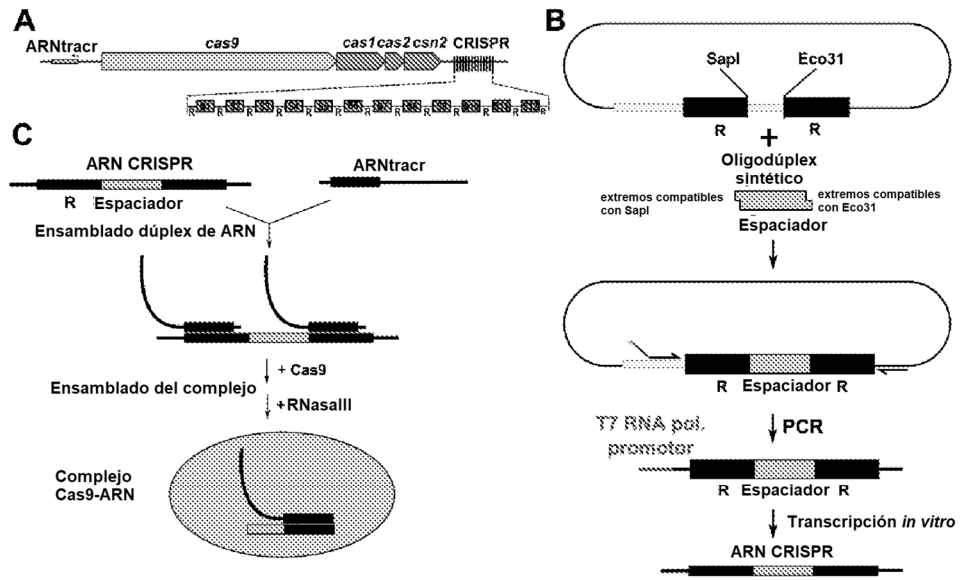 A
ARNtracr
cas9
cas1 cas2 csn2
CRISPR
R R R R R R R R R R R R R
B
SapI
Eco31
R
R
+
Oligodúplex
sintético
extremos compatibles
con SapI
extremos compatibles
con Eco31
Espaciador
R Espaciador R
T7 RNA pol.
promotor
PCR
R Espaciador R
Transcripción in vitro
ARN CRISPR
C
ARN CRISPR
ARNtracr
R Espaciador
Ensamblado dúplex de ARN
+ Cas9
Ensamblado del complejo
+RNasaIII
Complejo
Cas9-ARN